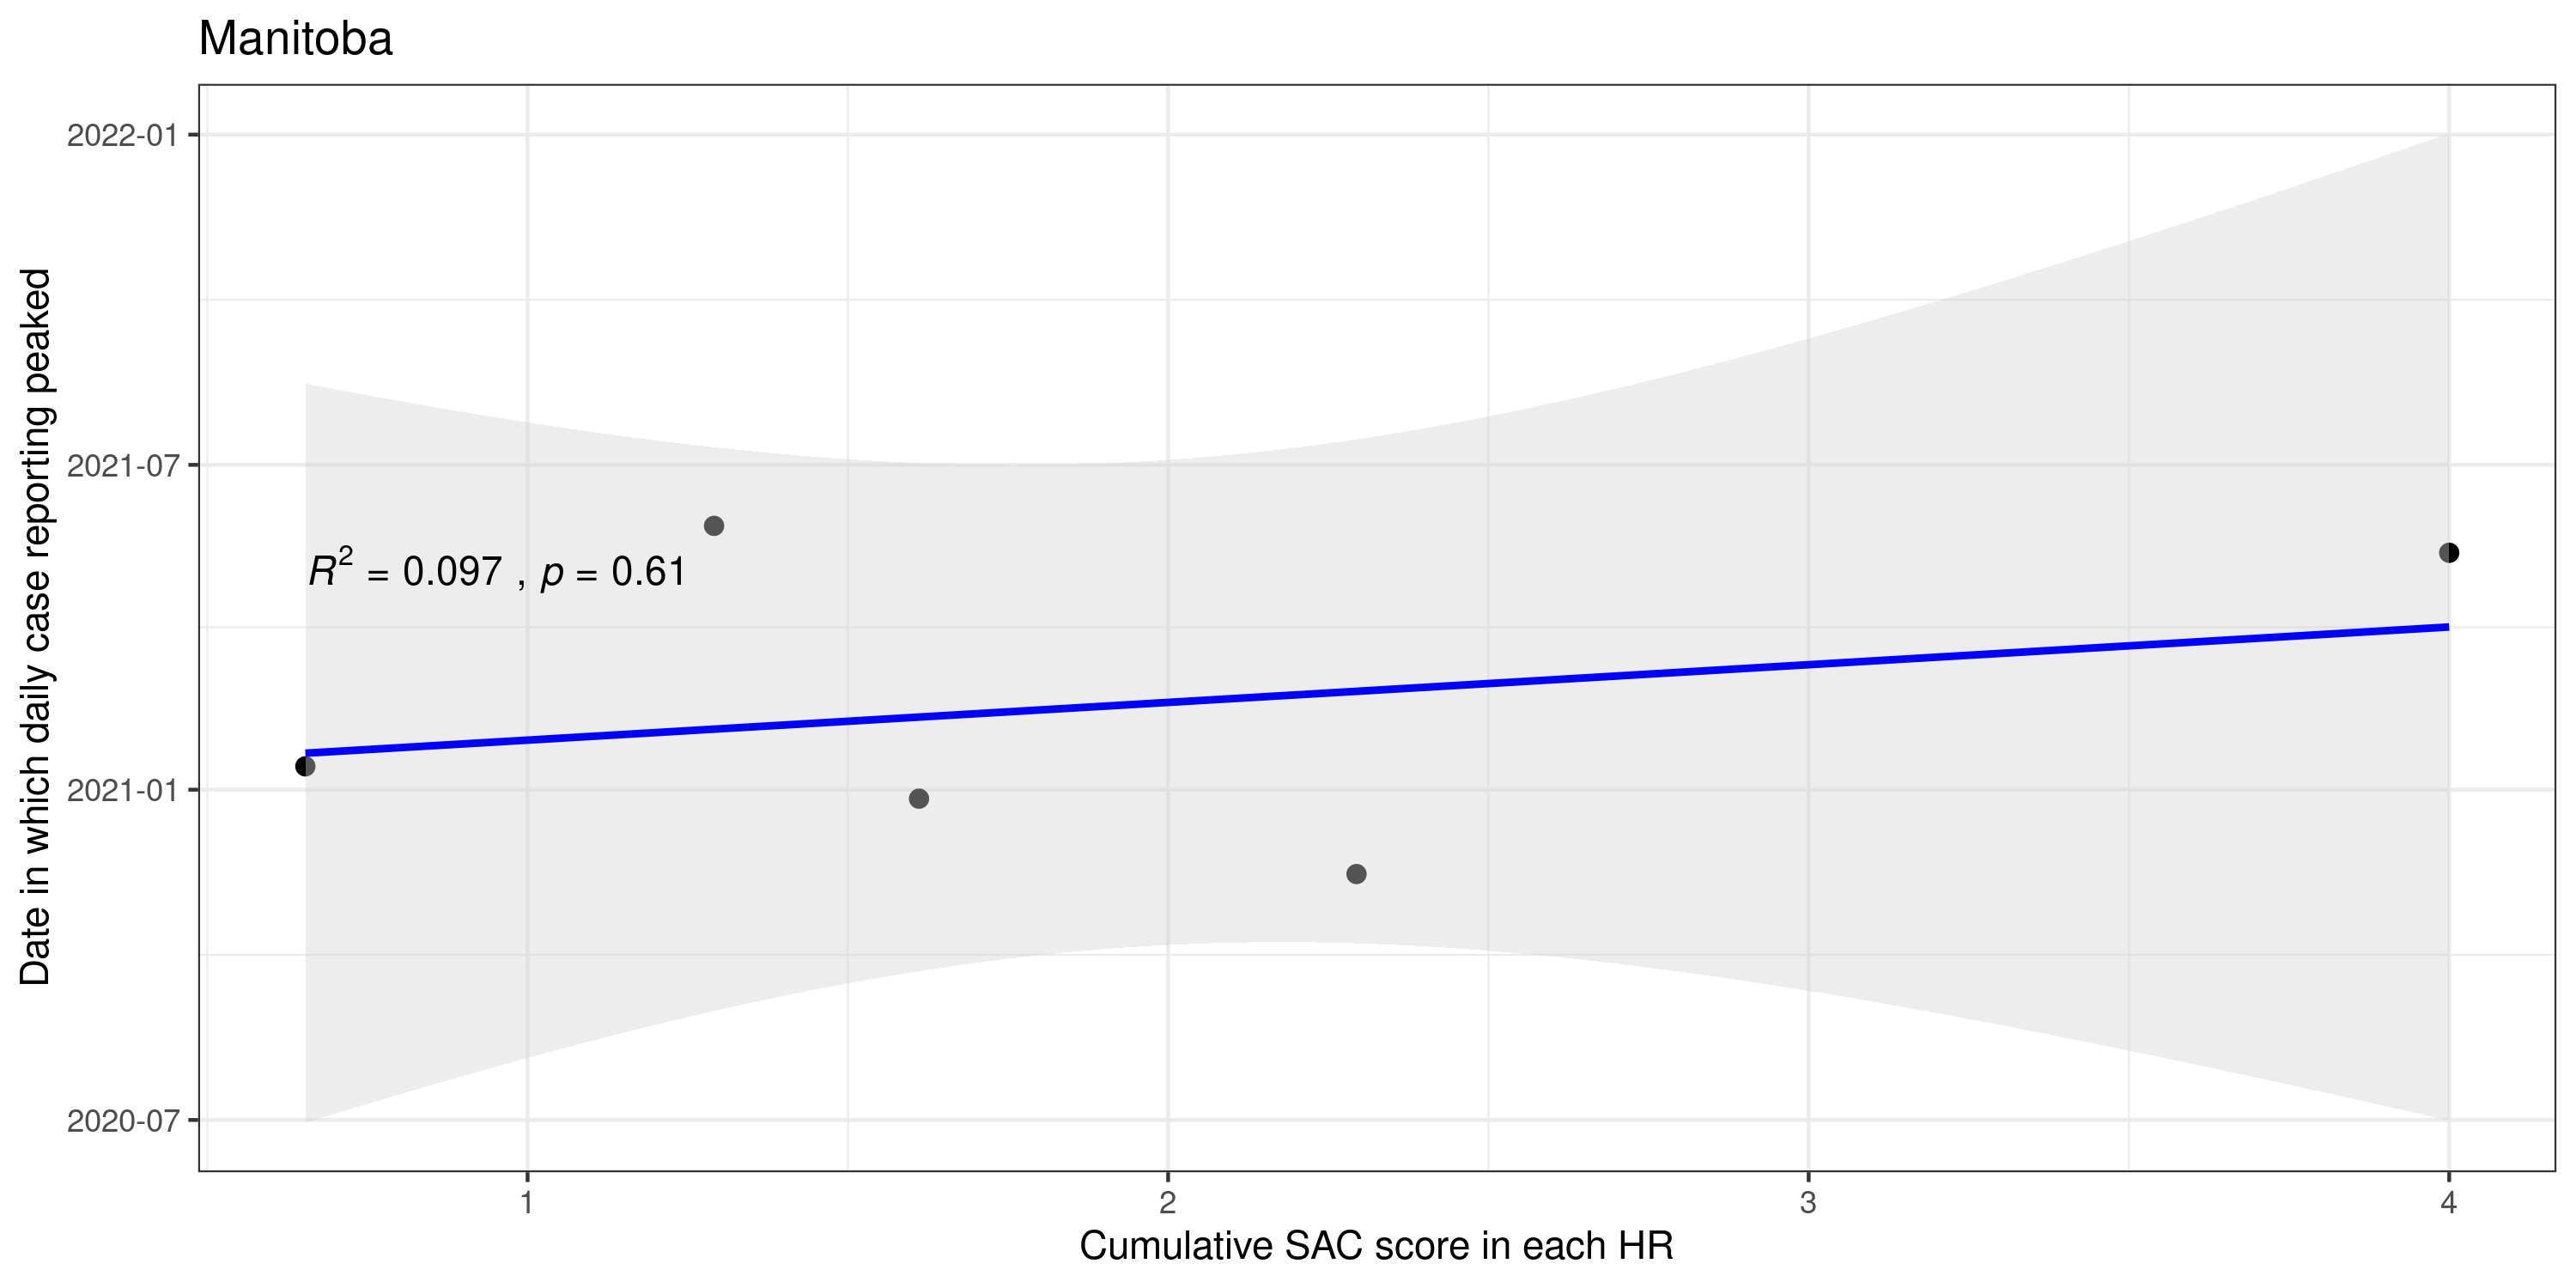 Manitoba
Date in which daily case reporting peaked
2022-01
2021-07
2021-01
2020-07
R² = 0.097 , p = 0.61
1 2 3 4
Cumulative SAC score in each HR